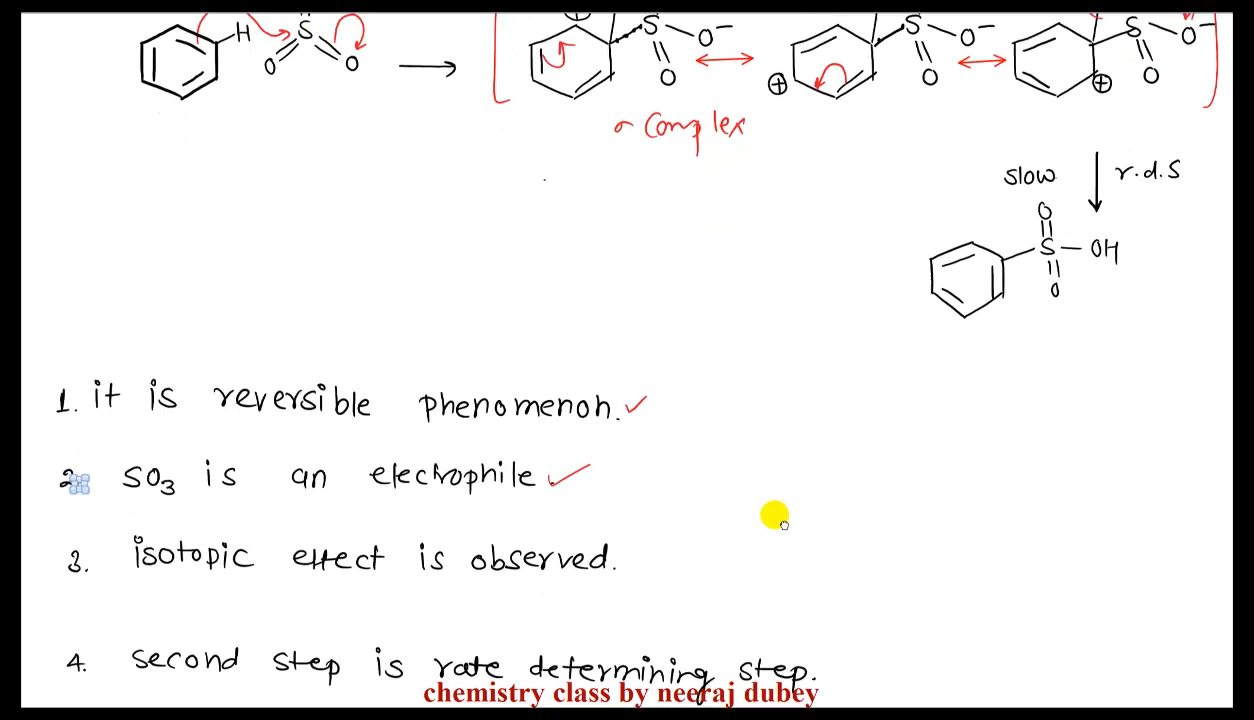 H S O O
S O⁻ O
S O⁻ O
S O⁻ O
σ Complex
slow r.d.S
O
S — OH
O
1. it is reversible phenomenon.
2. SO₃ is an electrophile
3. isotopic effect is observed.
4. second step is rate determining step.
chemistry class by neeraj dubey